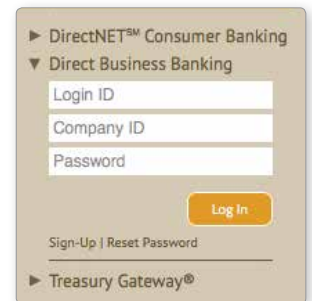 ► DirectNET℠ Consumer Banking
▼ Direct Business Banking
Login ID
Company ID
Password
Log In
Sign-Up | Reset Password
► Treasury Gateway®